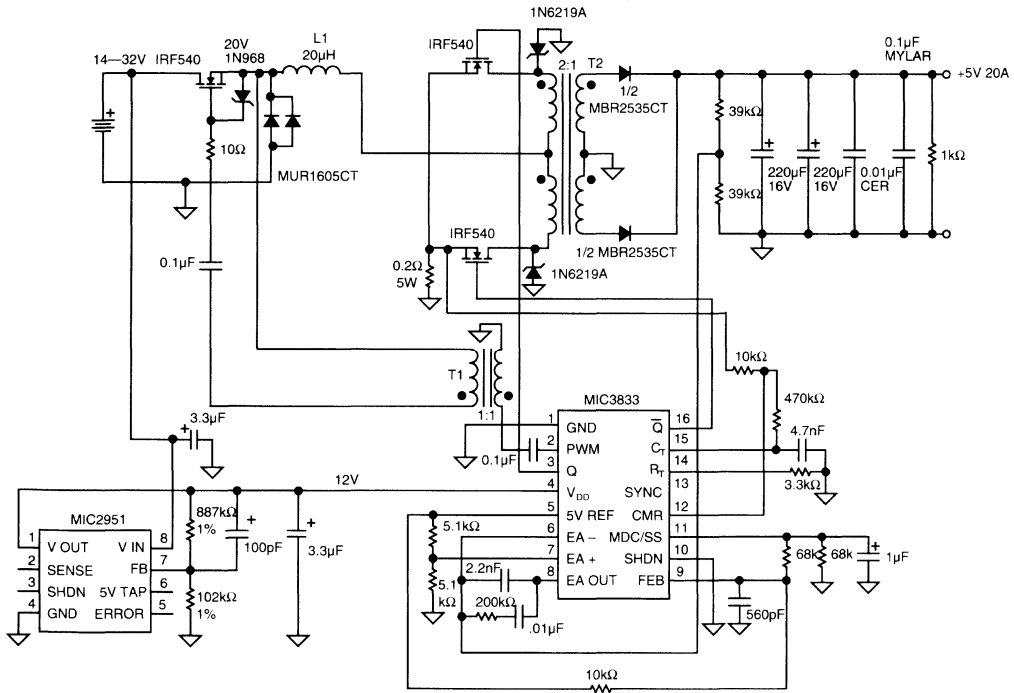 14—32V
IRF540
20V
1N968
L1
20µH
10Ω
MUR1605CT
0.1µF
IRF540
1N6219A
2:1
T2
1/2
MBR2535CT
1/2 MBR2535CT
1N6219A
IRF540
0.2Ω
5W
0.1µF
MYLAR
+5V 20A
39kΩ
39kΩ
220µF
16V
220µF
16V
0.01µF
CER
1kΩ
T1
1:1
0.1µF
3.3µF
12V
887kΩ
1%
100pF
3.3µF
102kΩ
1%
MIC2951
1 V OUT V IN 8
2 SENSE FB 7
3 SHDN 5V TAP 6
4 GND ERROR 5
MIC3833
1 GND Q 16
2 PWM CT 15
3 Q RT 14
4 VDD SYNC 13
5 5V REF CMR 12
6 EA – MDC/SS 11
7 EA + SHDN 10
8 EA OUT FEB 9
10kΩ
470kΩ
4.7nF
3.3kΩ
5.1kΩ
5.1
kΩ
2.2nF
200kΩ
.01µF
68k
68k
1µF
560pF
10kΩ